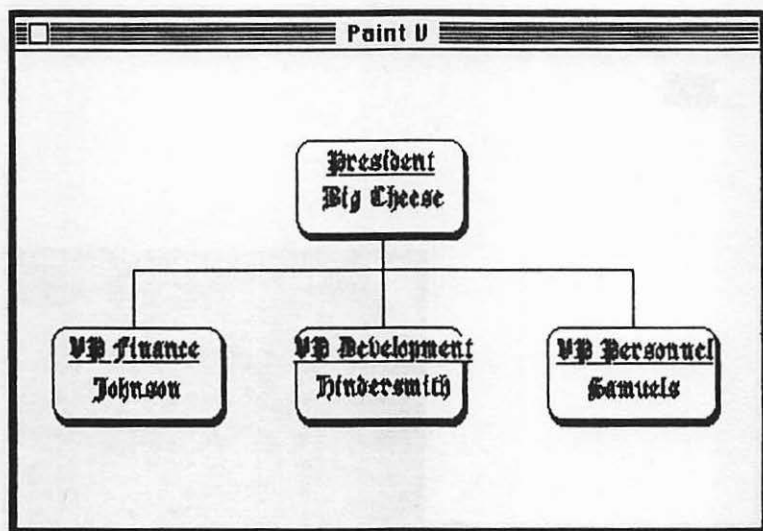 Paint V
President
Big Cheese
VP Finance
Johnson
VP Development
Hindersmith
VP Personnel
Samuels